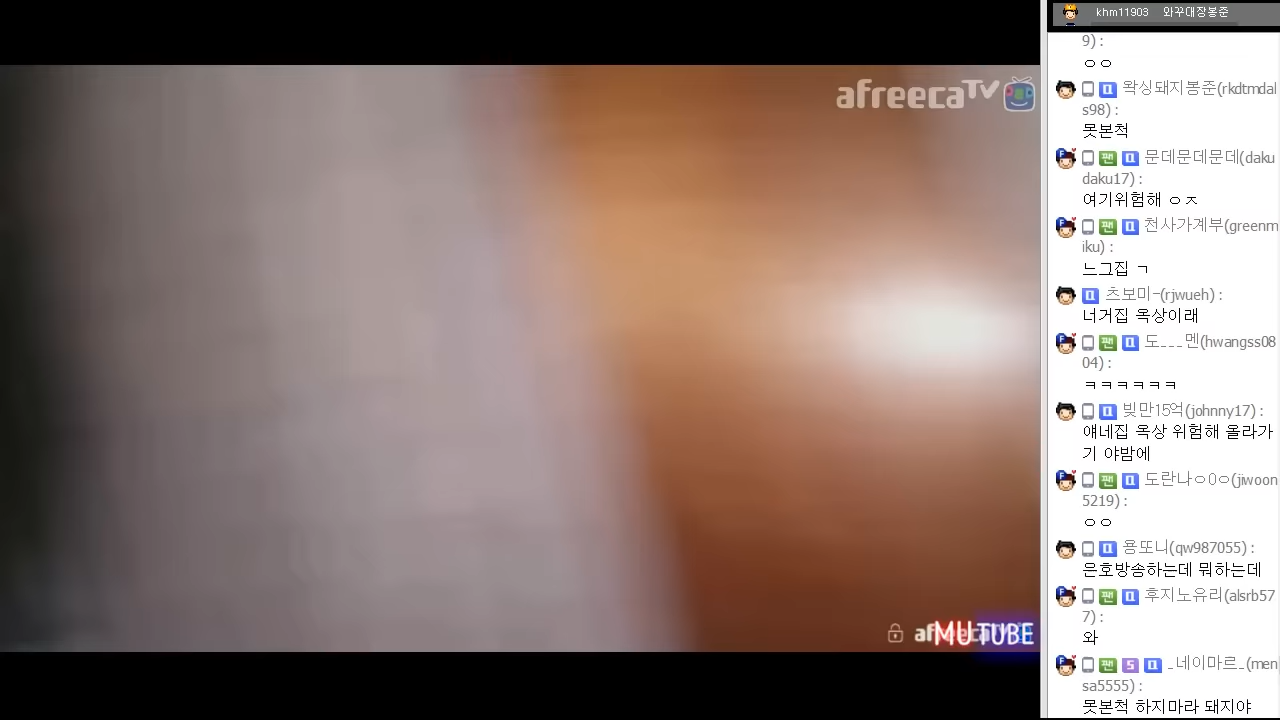 khm11903 와꾸대장봉준
afreecaTV
9) :
ㅇㅇ
왁싱돼지봉준(rkdtmdal
s98) :
못본척
팬 문데문데문데(daku
daku17) :
여기위험해 ㅇㅈ
팬 천사가계부(greenm
iku) :
느그집 ㄱ
츠보미-(rjwueh) :
너거집 옥상이래
팬 도___멘(hwangss08
04) :
ㅋㅋㅋㅋㅋㅋ
빚만15억(johnny17) :
얘네집 옥상 위험해 올라가
기 야밤에
팬 도란나ㅇ0ㅇ(jiwoon
5219) :
ㅇㅇ
용또니(qw987055) :
은호방송하는데 뭐하는데
팬 후지노유리(alsrb57
7) :
와
팬 S _네이마르_(men
sa5555) :
못본척 하지마라 돼지야
MUTUBE